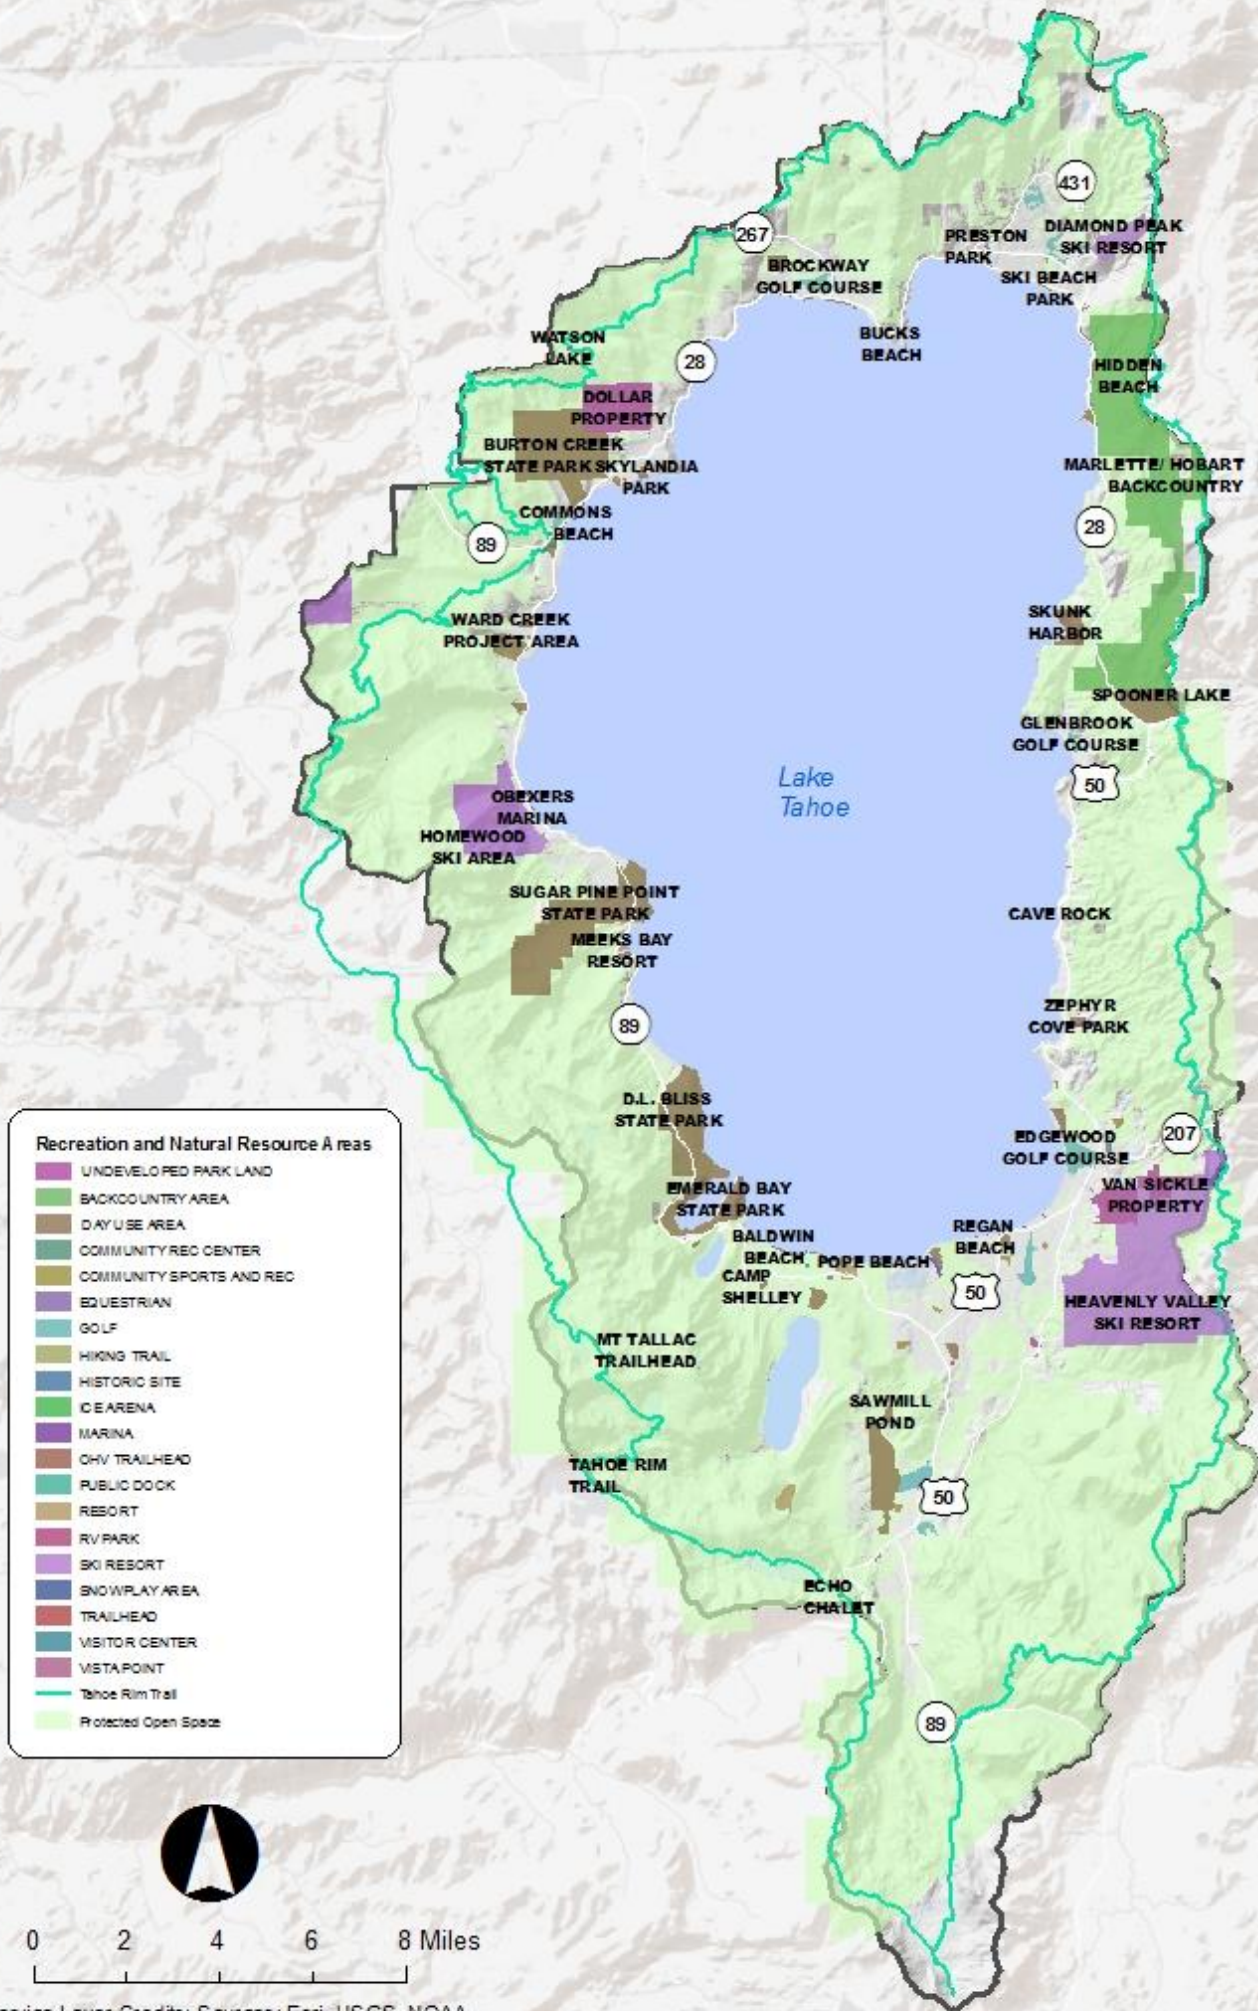 431
267
PRESTON
PARK
DIAMOND PEAK
SKI RESORT
BROCKWAY
GOLF COURSE
SKI BEACH
PARK
WATSON
LAKE
BUCKS
BEACH
28
HIDDEN
BEACH
DOLLAR
PROPERTY
BURTON CREEK
STATE PARK
SKYLANDIA
PARK
MARLETTE/ HOBART
BACKCOUNTRY
COMMONS
BEACH
28
89
WARD CREEK
PROJECT AREA
SKUNK
HARBOR
SPOONER LAKE
GLENBROOK
GOLF COURSE
50
Lake
Tahoe
OBEXERS
MARINA
HOMEWOOD
SKI AREA
SUGAR PINE POINT
STATE PARK
CAVE ROCK
MEEKS BAY
RESORT
89
ZEPHYR
COVE PARK
D.L. BLISS
STATE PARK
EDGEWOOD
GOLF COURSE
207
VAN SICKLE
PROPERTY
EMERALD BAY
STATE PARK
BALDWIN
BEACH
REGAN
BEACH
POPE BEACH
CAMP
SHELLEY
50
HEAVENLY VALLEY
SKI RESORT
MT TALLAC
TRAILHEAD
SAWMILL
POND
TAHOE RIM
TRAIL
50
ECHO
CHALET
89
Recreation and Natural Resource Areas
UNDEVELOPED PARK LAND
BACKCOUNTRY AREA
DAY USE AREA
COMMUNITY REC CENTER
COMMUNITY SPORTS AND REC
EQUESTRIAN
GOLF
HIKING TRAIL
HISTORIC SITE
ICE ARENA
MARINA
OHV TRAILHEAD
PUBLIC DOCK
RESORT
RV PARK
SKI RESORT
SNOWPLAY AREA
TRAILHEAD
VISITOR CENTER
VISTA POINT
Tahoe Rim Trail
Protected Open Space
0 2 4 6 8 Miles
Layer Credits: Sources: Esri, USGS, NOAA